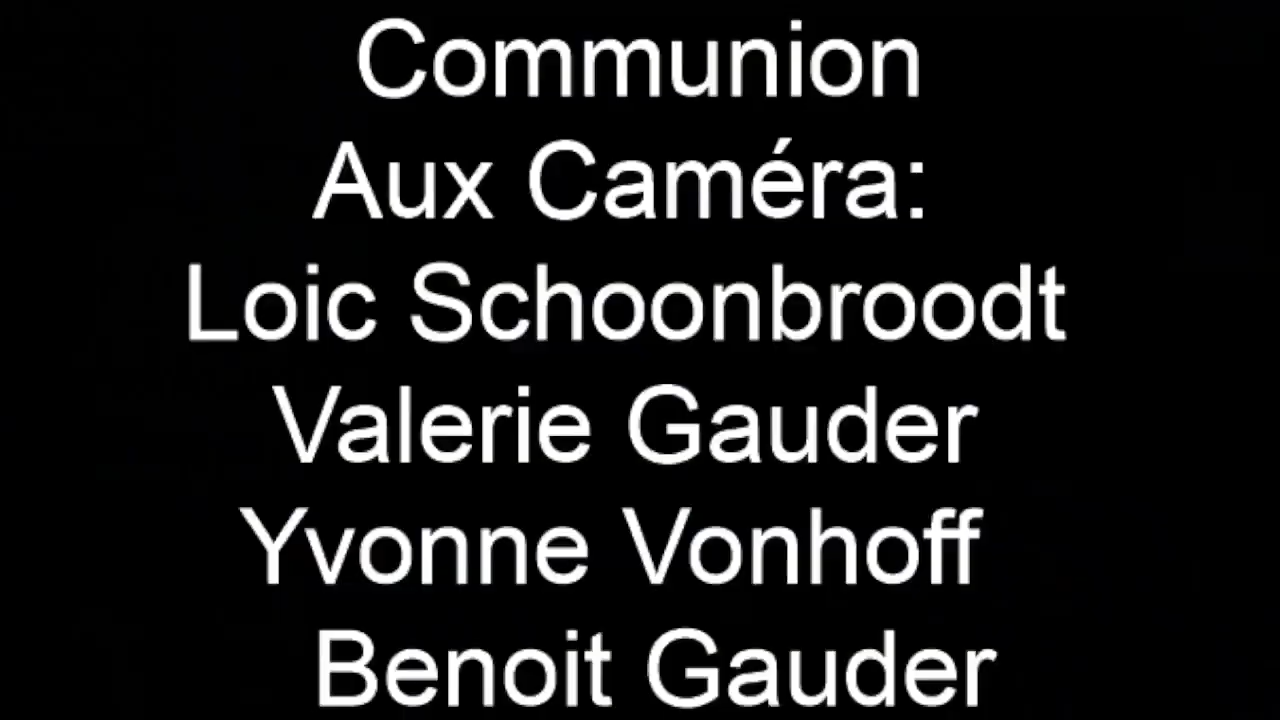 Communion
Aux Caméra:
Loic Schoonbroodt
Valerie Gauder
Yvonne Vonhoff
Benoit Gauder